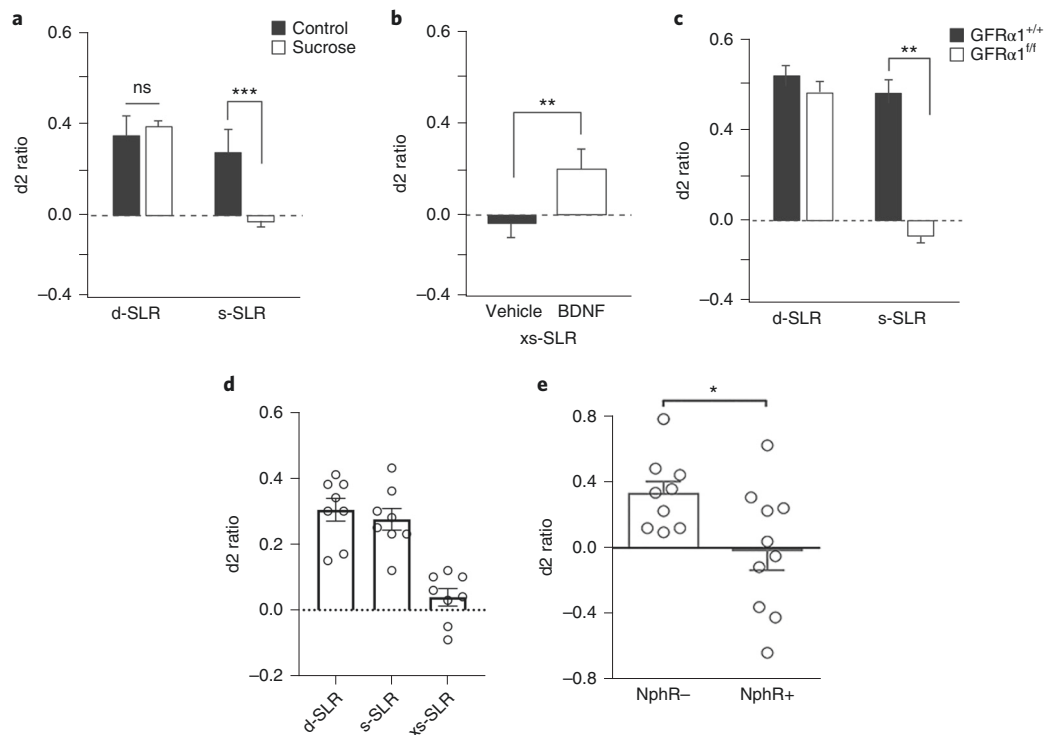 a
Control
Sucrose
0.6
0.4
0.0
–0.4
d2 ratio
ns
***
d-SLR
s-SLR
b
0.6
0.4
0.0
–0.4
d2 ratio
**
Vehicle
BDNF
xs-SLR
c
GFRα1+/+
GFRα1f/f
0.6
0.4
0.0
–0.4
d2 ratio
**
d-SLR
s-SLR
d
0.6
0.4
0.2
0.0
–0.2
d2 ratio
d-SLR
s-SLR
xs-SLR
e
0.8
0.4
0.0
–0.4
–0.8
d2 ratio
*
NphR–
NphR+